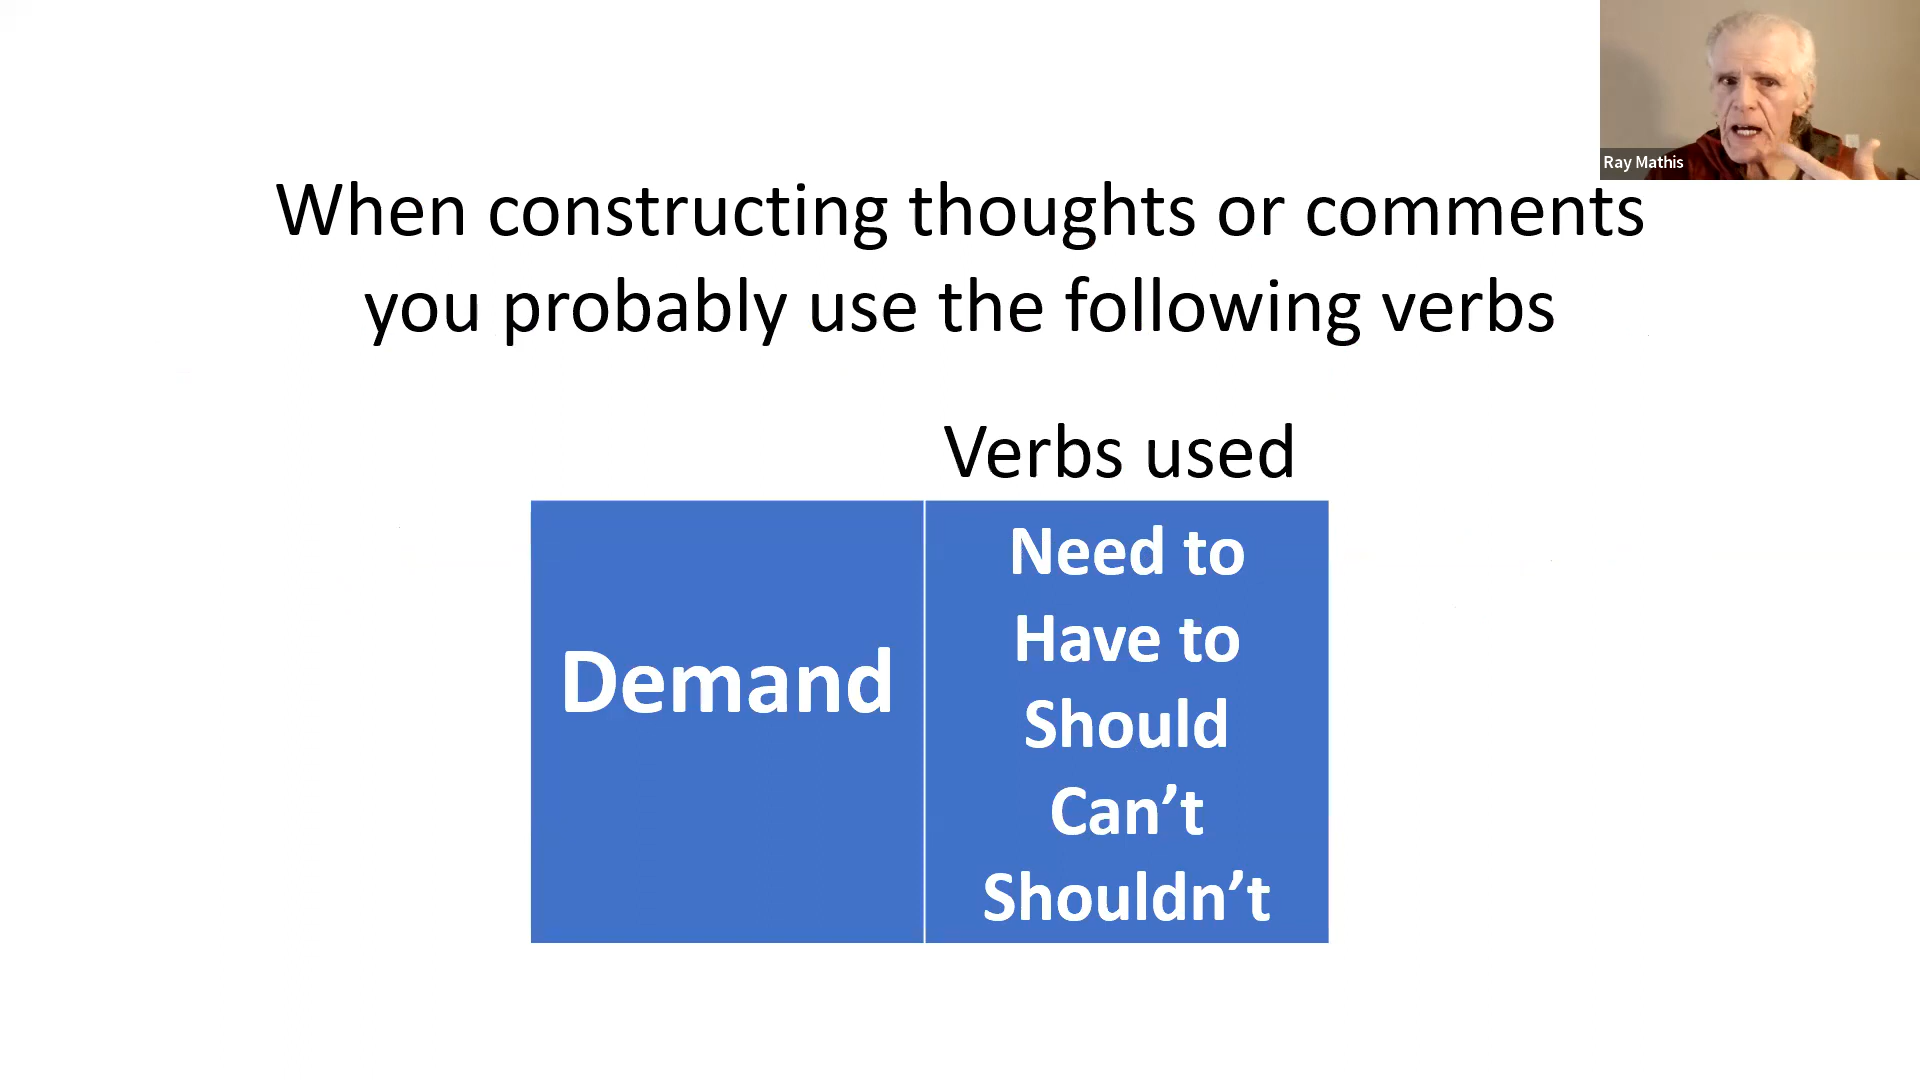 Ray Mathis
When constructing thoughts or comments
you probably use the following verbs
Verbs used
Demand
Need to
Have to
Should
Can’t
Shouldn’t